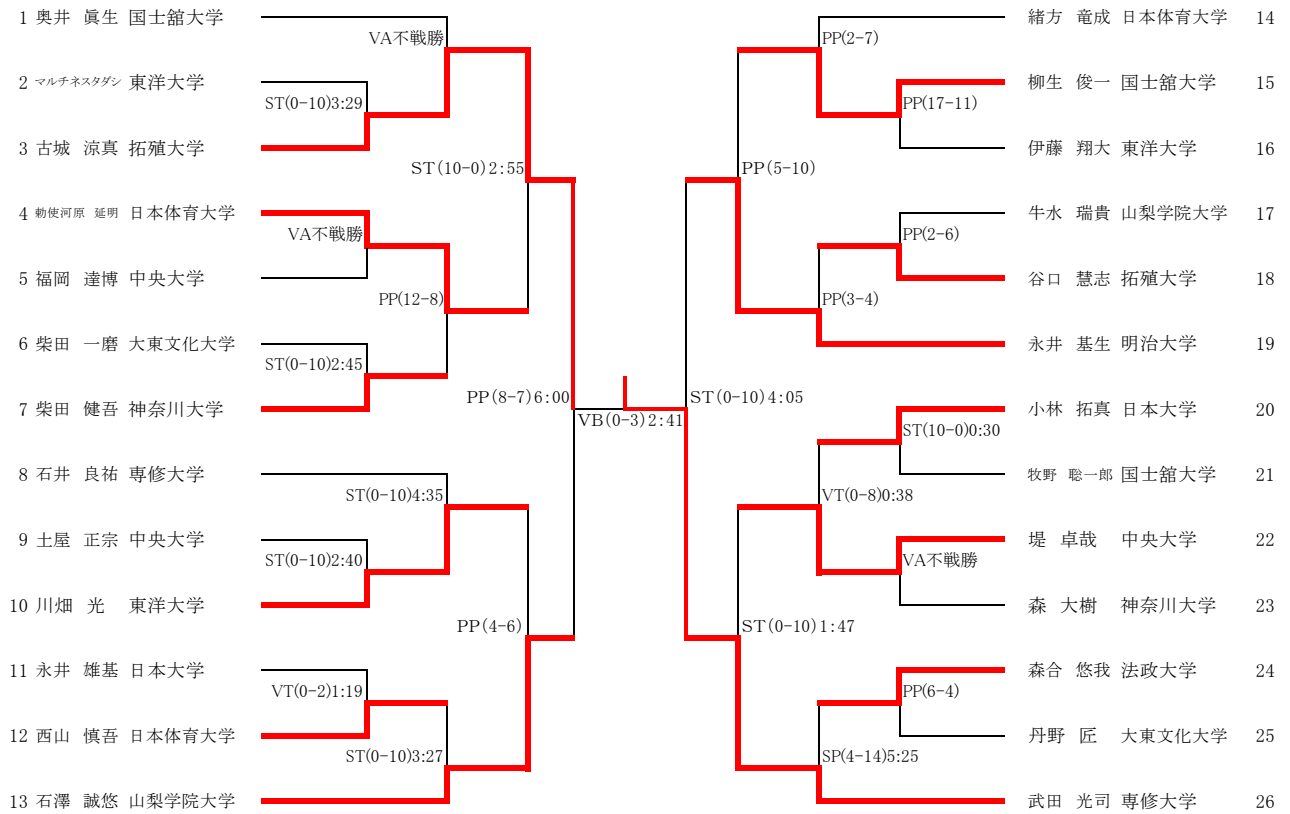 1 奥井 眞生 国士舘大学
VA不戦勝
2 マルチネスタダシ 東洋大学
ST(0-10)3:29
3 古城 涼真 拓殖大学
ST(10-0)2:55
4 勅使河原 延明 日本体育大学
VA不戦勝
5 福岡 達博 中央大学
PP(12-8)
6 柴田 一磨 大東文化大学
ST(0-10)2:45
7 柴田 健吾 神奈川大学
PP(8-7)6:00
8 石井 良祐 専修大学
ST(0-10)4:35
9 土屋 正宗 中央大学
ST(0-10)2:40
10 川畑 光 東洋大学
PP(4-6)
11 永井 雄基 日本大学
VT(0-2)1:19
12 西山 慎吾 日本体育大学
ST(0-10)3:27
13 石澤 誠悠 山梨学院大学
VB(0-3)2:41
緒方 竜成 日本体育大学 14
PP(2-7)
柳生 俊一 国士舘大学 15
PP(17-11)
伊藤 翔大 東洋大学 16
PP(5-10)
牛水 瑞貴 山梨学院大学 17
PP(2-6)
谷口 慧志 拓殖大学 18
PP(3-4)
永井 基生 明治大学 19
ST(0-10)4:05
小林 拓真 日本大学 20
ST(10-0)0:30
牧野 聡一郎 国士舘大学 21
VT(0-8)0:38
堤 卓哉 中央大学 22
VA不戦勝
森 大樹 神奈川大学 23
ST(0-10)1:47
森合 悠我 法政大学 24
PP(6-4)
丹野 匠 大東文化大学 25
SP(4-14)5:25
武田 光司 専修大学 26